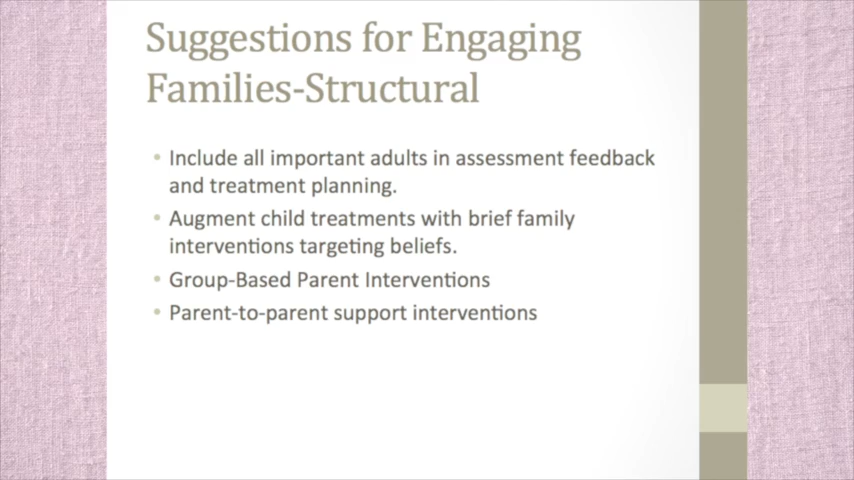 Suggestions for Engaging
Families-Structural
• Include all important adults in assessment feedback
and treatment planning.
• Augment child treatments with brief family
interventions targeting beliefs.
• Group-Based Parent Interventions
• Parent-to-parent support interventions